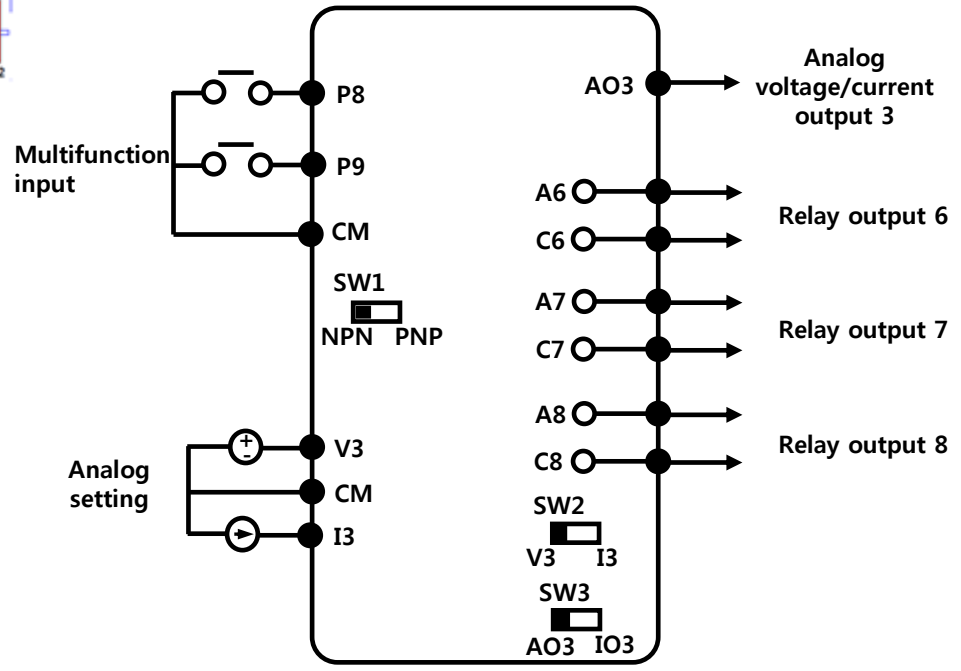 2
Multifunction
input
P8
P9
CM
SW1
NPN PNP
Analog
setting
+
-
V3
CM
I3
AO3
Analog
voltage/current
output 3
A6
C6
Relay output 6
A7
C7
Relay output 7
A8
C8
Relay output 8
SW2
V3 I3
SW3
AO3 IO3